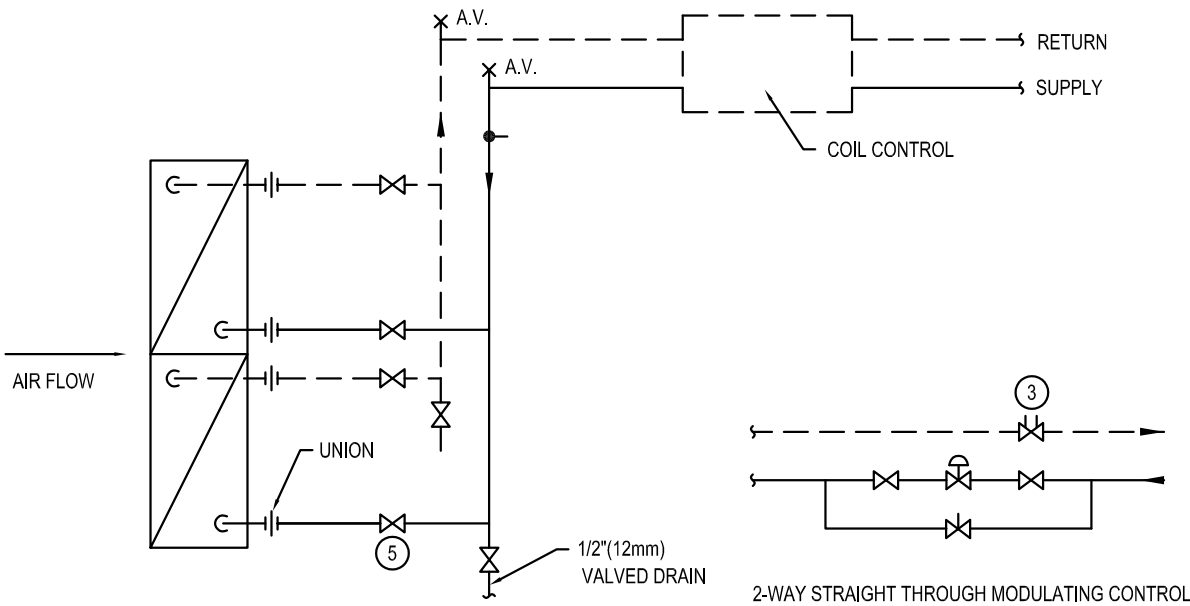 A.V.
A.V.
RETURN
SUPPLY
COIL CONTROL
AIR FLOW
3
UNION
5
1/2"(12mm)
VALVED DRAIN
2-WAY STRAIGHT THROUGH MODULATING CONTROL